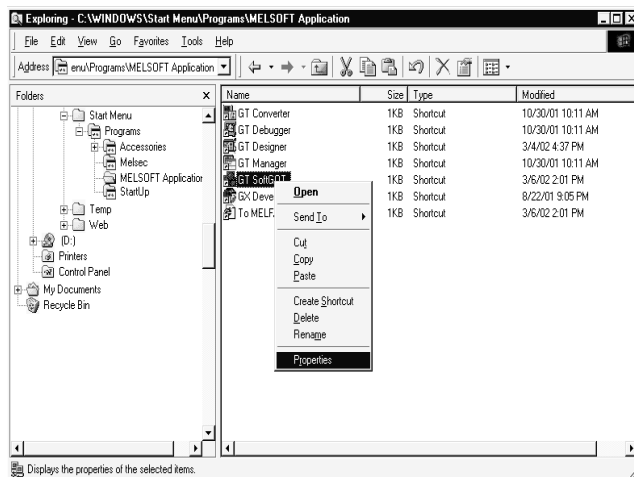 Exploring - C:\WINDOWS\Start Menu\Programs\MELSOFT Application
File Edit View Go Favorites Tools Help
Address enu\Programs\MELSOFT Application
Folders x
Name Size Type Modified
Start Menu
Programs
Accessories
Melsec
MELSOFT Application
StartUp
Temp
Web
(D:)
Printers
Control Panel
My Documents
Recycle Bin
GT Converter 1KB Shortcut 10/30/01 10:11 AM
GT Debugger 1KB Shortcut 10/30/01 10:11 AM
GT Designer 1KB Shortcut 3/4/02 4:37 PM
GT Manager 1KB Shortcut 10/30/01 10:11 AM
GT SoftGOT 1KB Shortcut 3/6/02 2:01 PM
GX Deve 1KB Shortcut 8/22/01 9:05 PM
To MELF 1KB Shortcut 3/6/02 2:01 PM
Open
Send To
Cut
Copy
Paste
Create Shortcut
Delete
Rename
Properties
Displays the properties of the selected items.